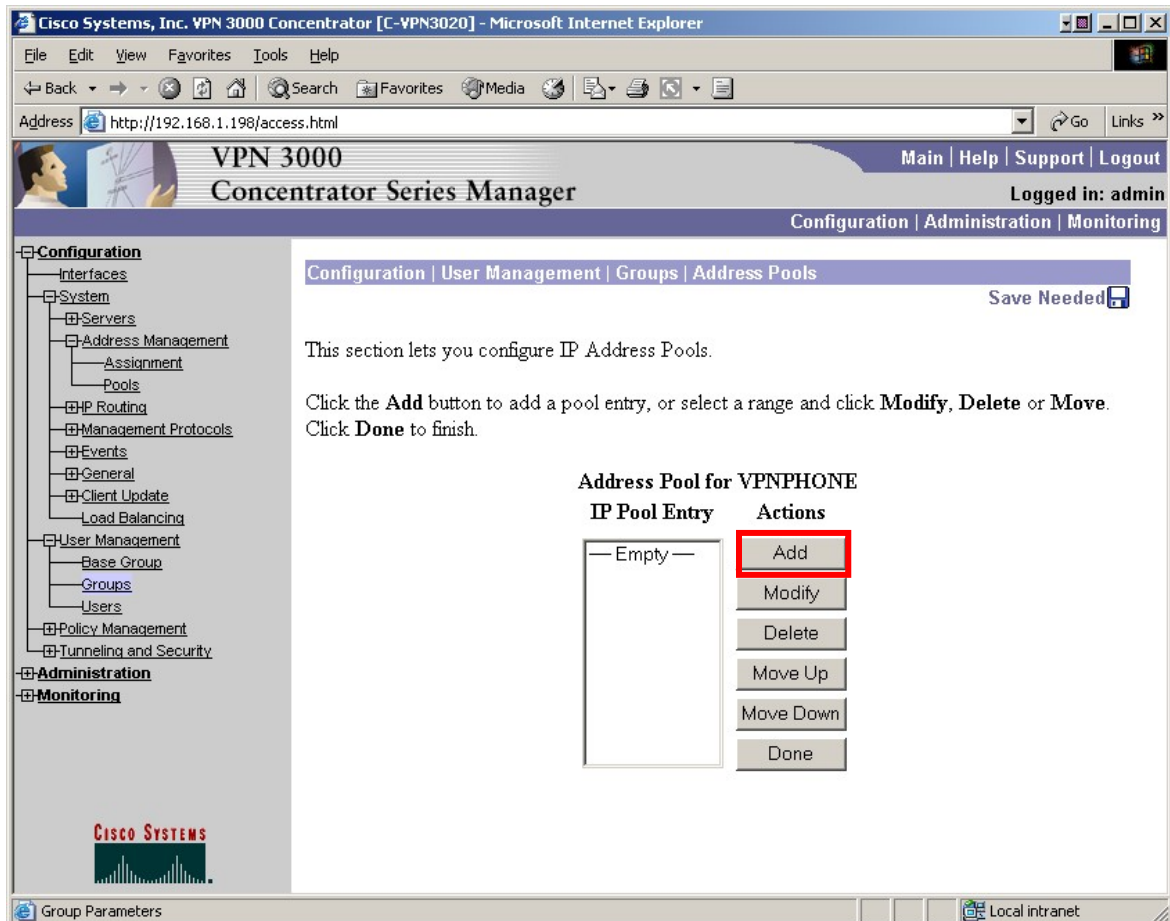 Cisco Systems, Inc. VPN 3000 Concentrator [C-VPN3020] - Microsoft Internet Explorer
File Edit View Favorites Tools Help
Back Search Favorites Media
Address http://192.168.1.198/access.html Go Links »
VPN 3000
Concentrator Series Manager
Main | Help | Support | Logout
Logged in: admin
Configuration | Administration | Monitoring
Configuration
Interfaces
System
Servers
Address Management
Assignment
Pools
IP Routing
Management Protocols
Events
General
Client Update
Load Balancing
User Management
Base Group
Groups
Users
Policy Management
Tunneling and Security
Administration
Monitoring
CISCO SYSTEMS
Configuration | User Management | Groups | Address Pools
Save Needed
This section lets you configure IP Address Pools.
Click the Add button to add a pool entry, or select a range and click Modify, Delete or Move.
Click Done to finish.
Address Pool for VPNPHONE
IP Pool Entry Actions
— Empty —
Add
Modify
Delete
Move Up
Move Down
Done
Group Parameters Local intranet